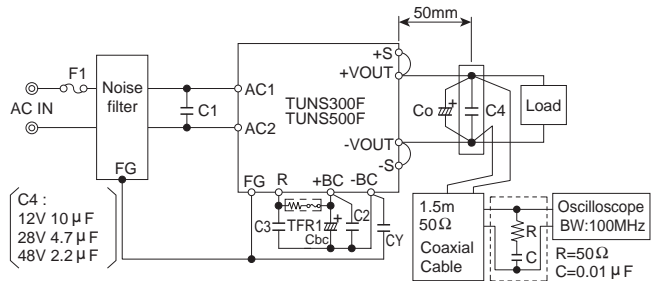 50mm
F1
AC IN
Noise
filter
FG
C1
AC1
AC2
TUNS300F
TUNS500F
+S
+VOUT
-VOUT
-S
Co
+
C4
Load
FG
R
+BC
-BC
C3
TFR1
Cbc
+
C2
CY
C4 :
12V 10μF
28V 4.7μF
48V 2.2μF
1.5m
50Ω
Coaxial
Cable
R
C
Oscilloscope
BW:100MHz
R=50Ω
C=0.01μF